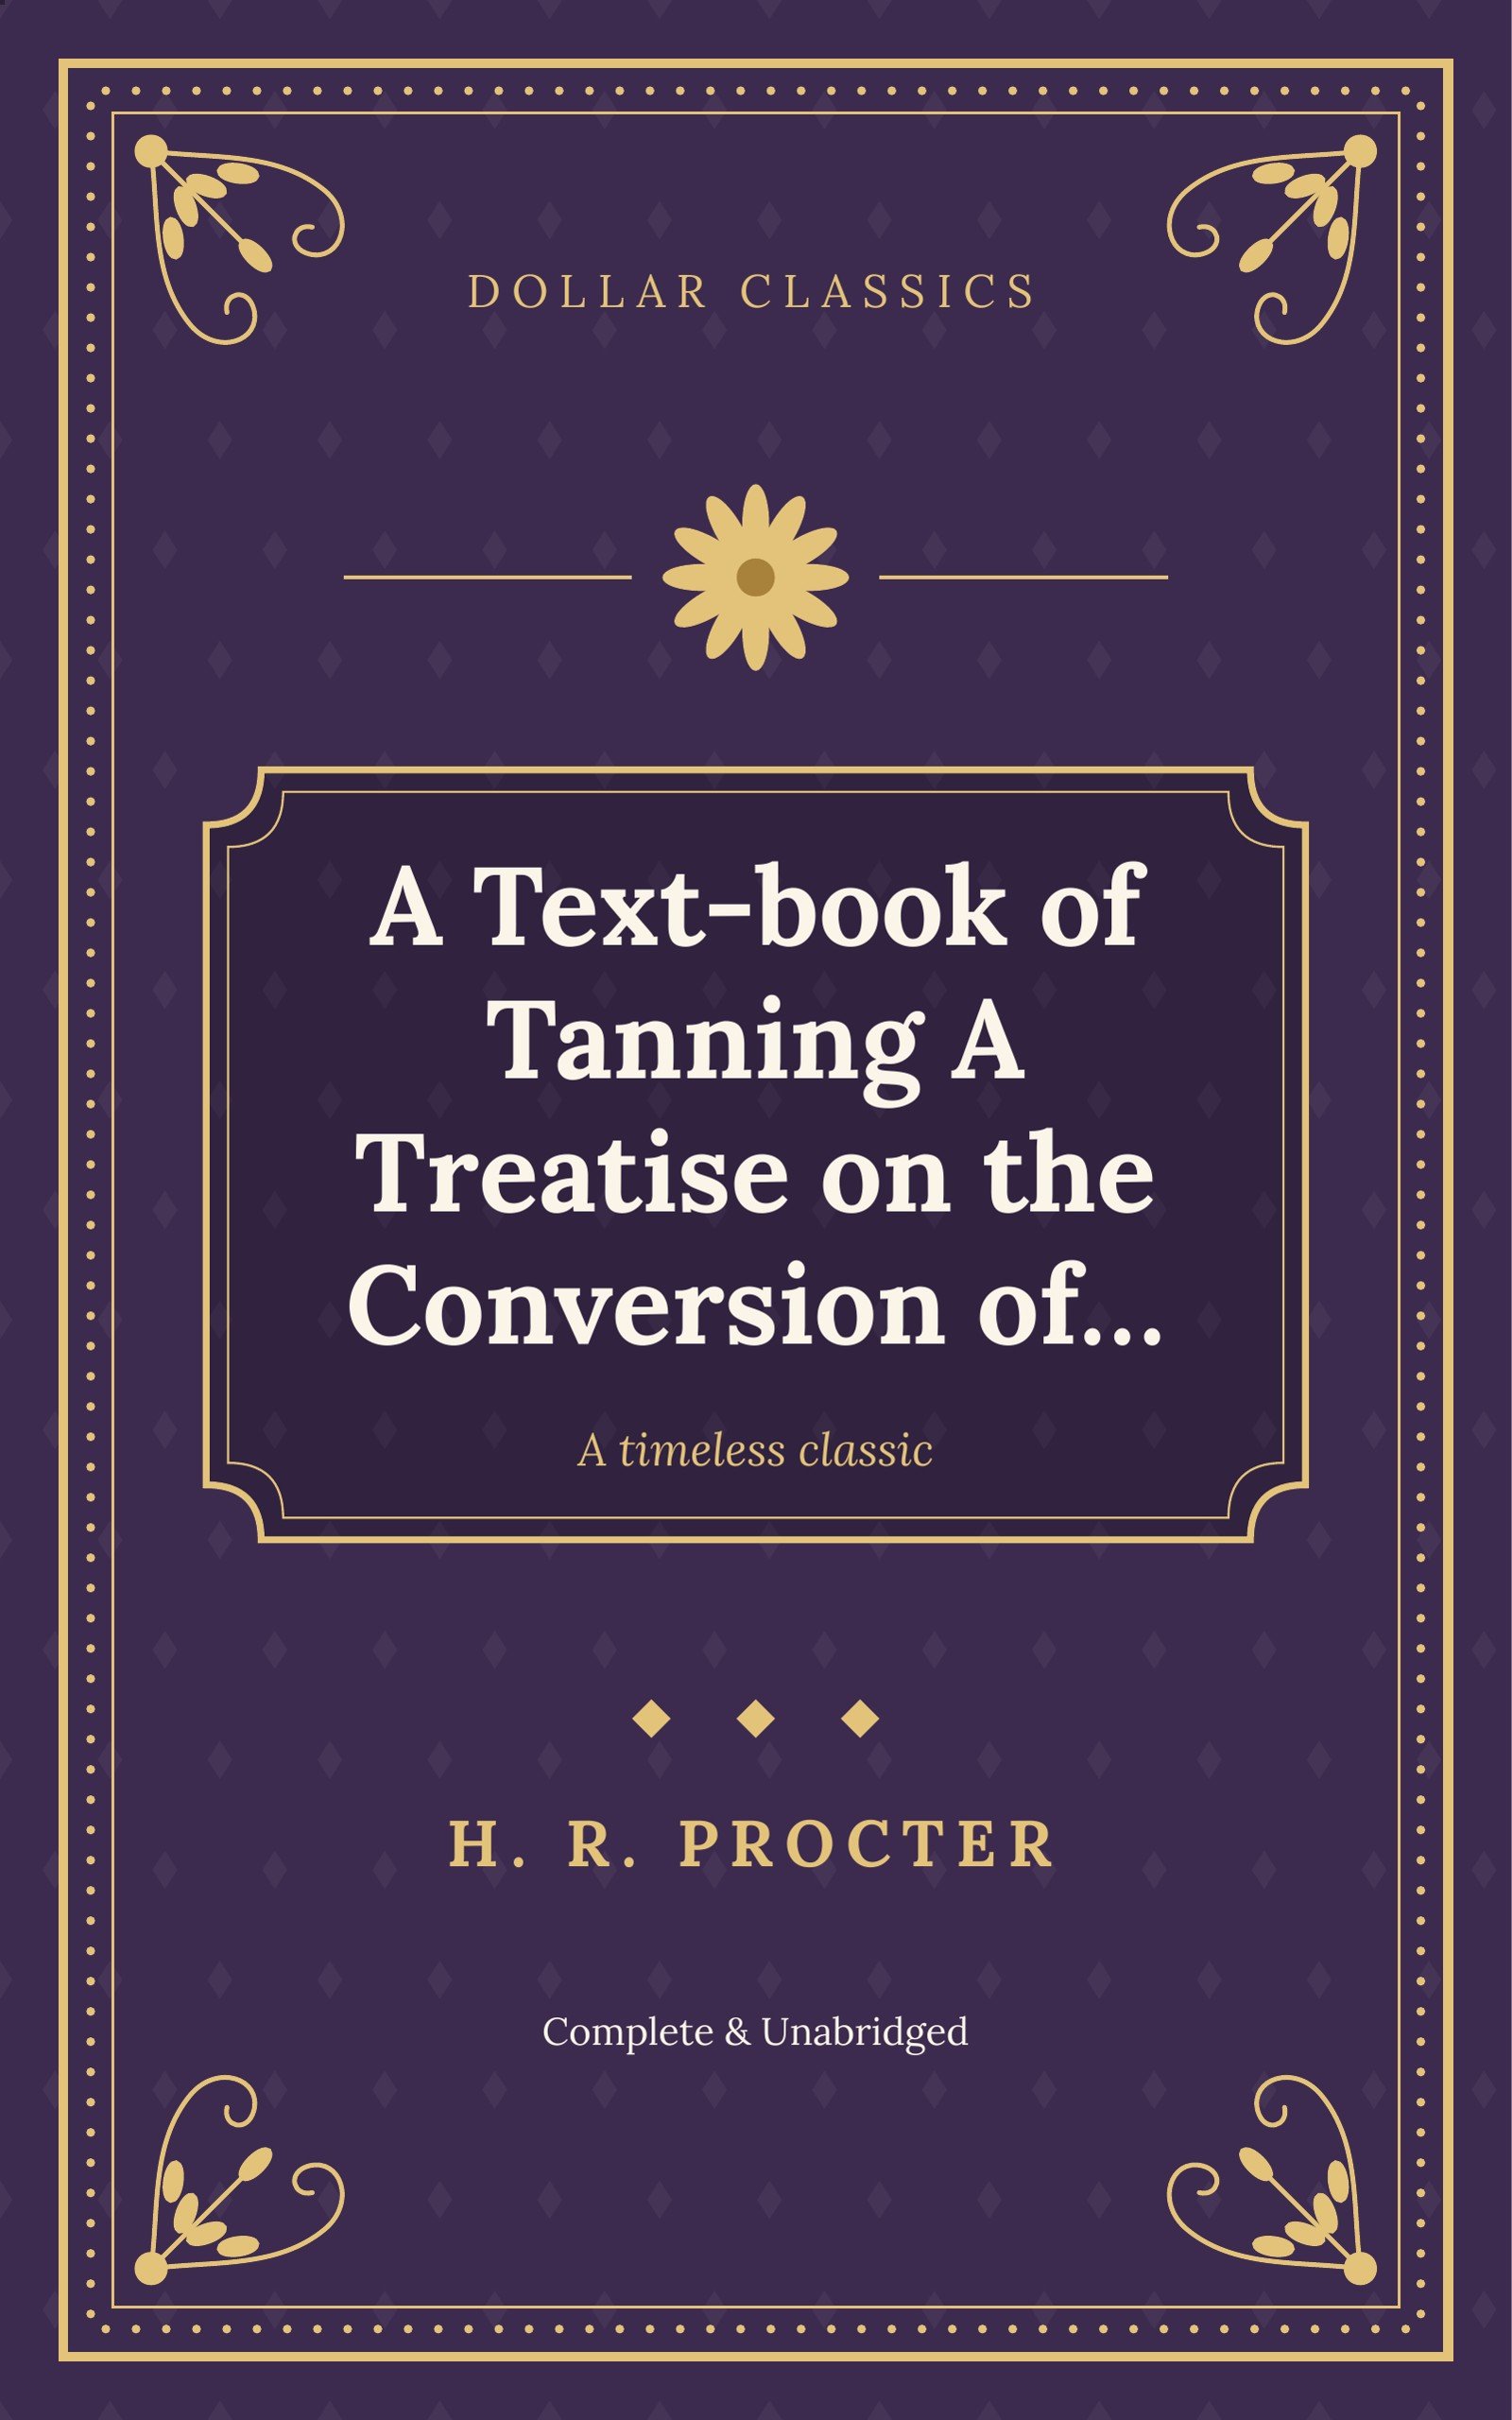 DOLLAR CLASSICS
A Text-book of
Tanning A
Treatise on the
Conversion of...
A timeless classic
H. R. PROCTER
Complete & Unabridged